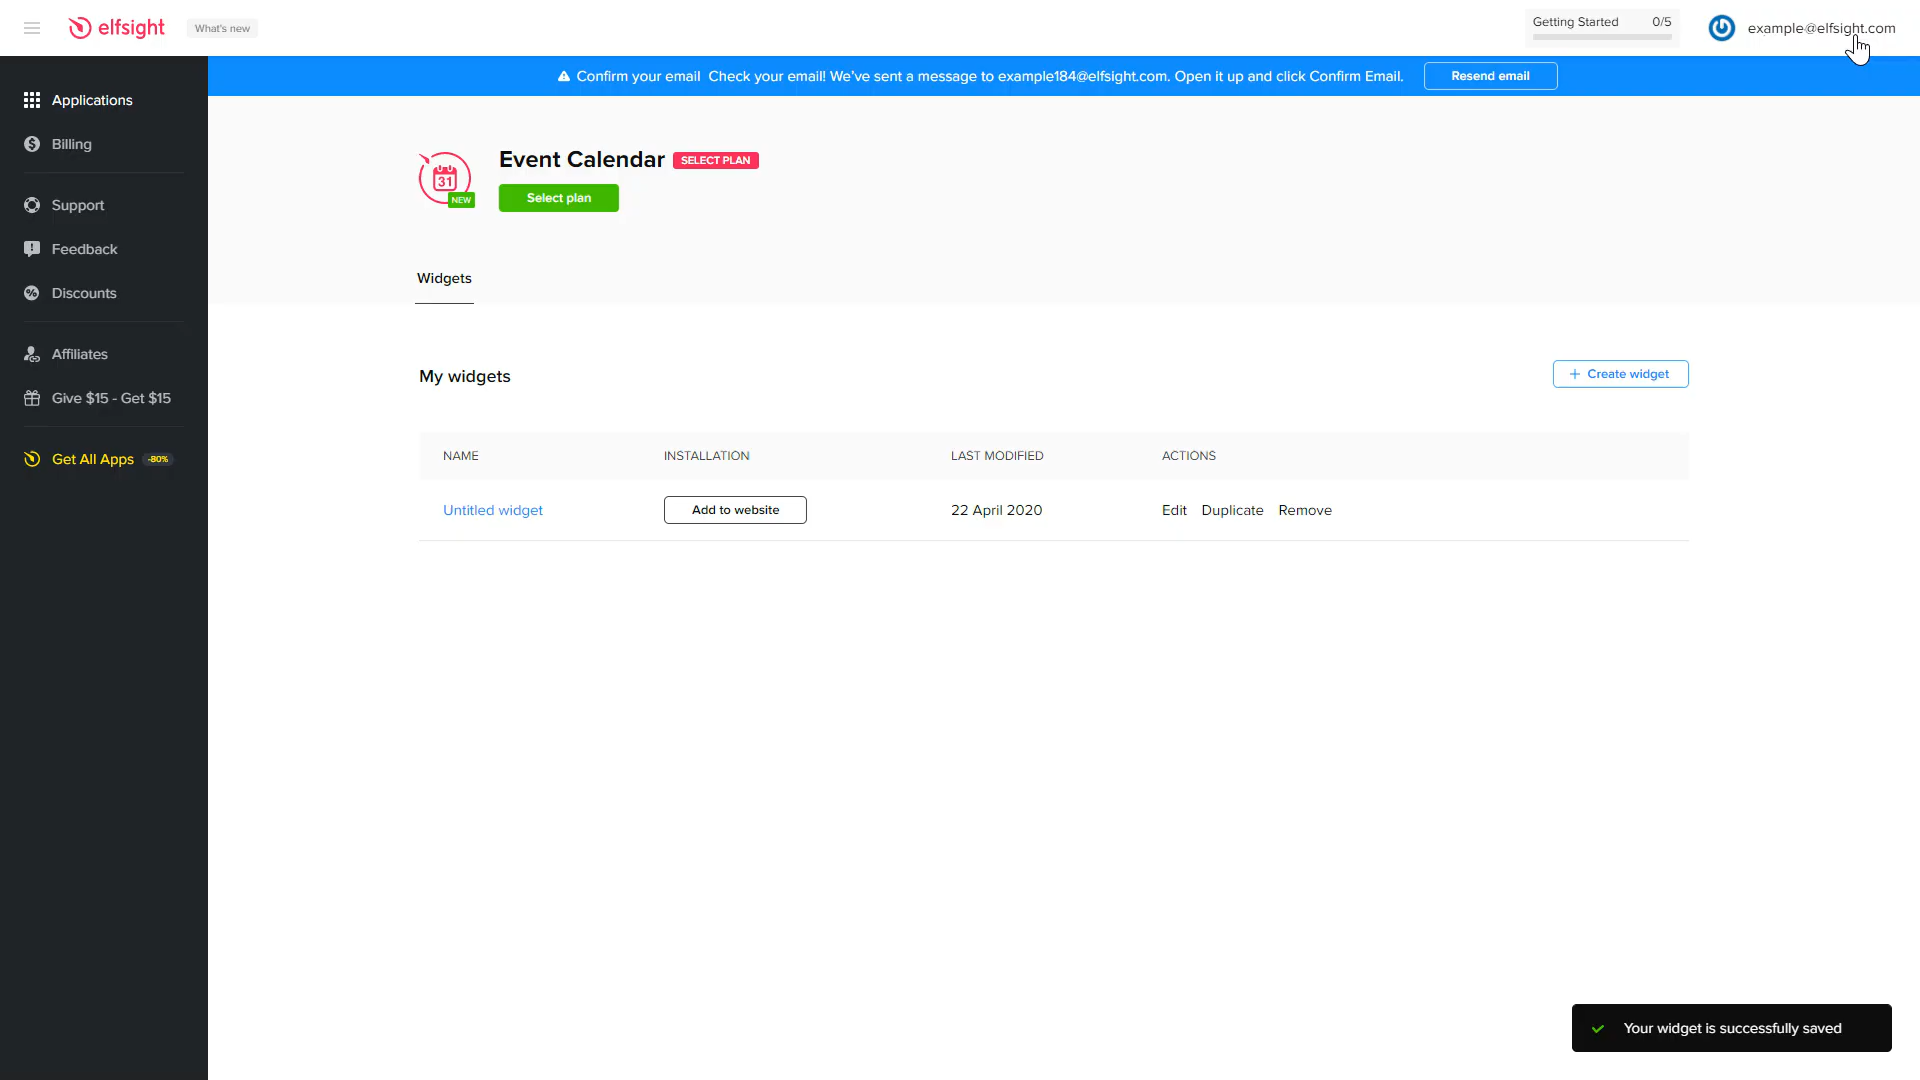 elfsight
What's new
Getting Started 0/5
example@elfsight.com
Confirm your email Check your email! We've sent a message to example184@elfsight.com. Open it up and click Confirm Email.
Resend email
Applications
Billing
Support
Feedback
Discounts
Affiliates
Give $15 - Get $15
Get All Apps -80%
31
NEW
Event Calendar SELECT PLAN
Select plan
Widgets
My widgets
+ Create widget
NAME INSTALLATION LAST MODIFIED ACTIONS
Untitled widget Add to website 22 April 2020 Edit Duplicate Remove
Your widget is successfully saved